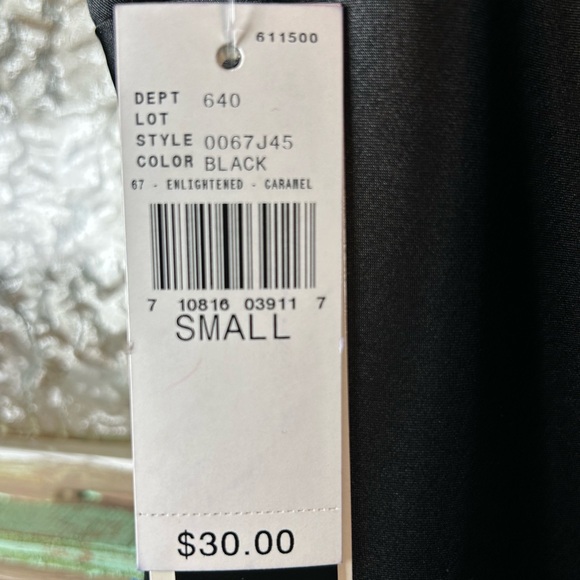 611500
DEPT 640
LOT
STYLE 0067J45
COLOR BLACK
67 - ENLIGHTENED - CARAMEL
7 10816 03911 7
SMALL
$30.00